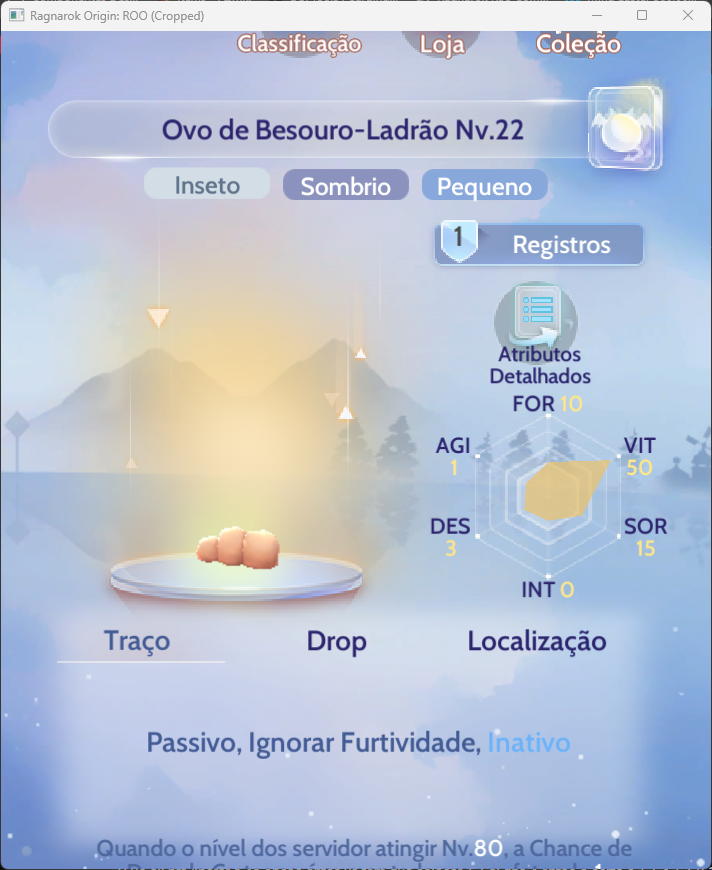 Ragnarok Origin: ROO (Cropped)
Classificação Loja Coleção
Ovo de Besouro-Ladrão Nv.22
Inseto Sombrio Pequeno
1 Registros
Atributos
Detalhados
FOR 10
AGI VIT
1 50
DES SOR
3 15
INT 0
Traço Drop Localização
Passivo, Ignorar Furtividade, Inativo
Quando o nível dos servidor atingir Nv.80, a Chance de